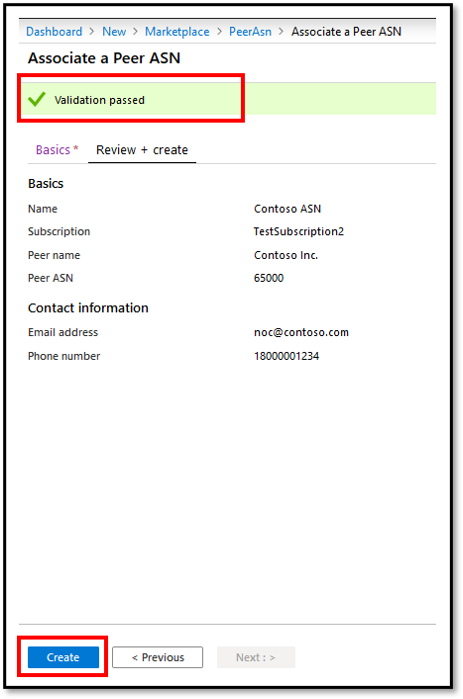 Dashboard > New > Marketplace > PeerAsn > Associate a Peer ASN
Associate a Peer ASN
Validation passed
Basics * Review + create
Basics
Name Contoso ASN
Subscription TestSubscription2
Peer name Contoso Inc.
Peer ASN 65000
Contact information
Email address noc@contoso.com
Phone number 18000001234
Create < Previous Next : >